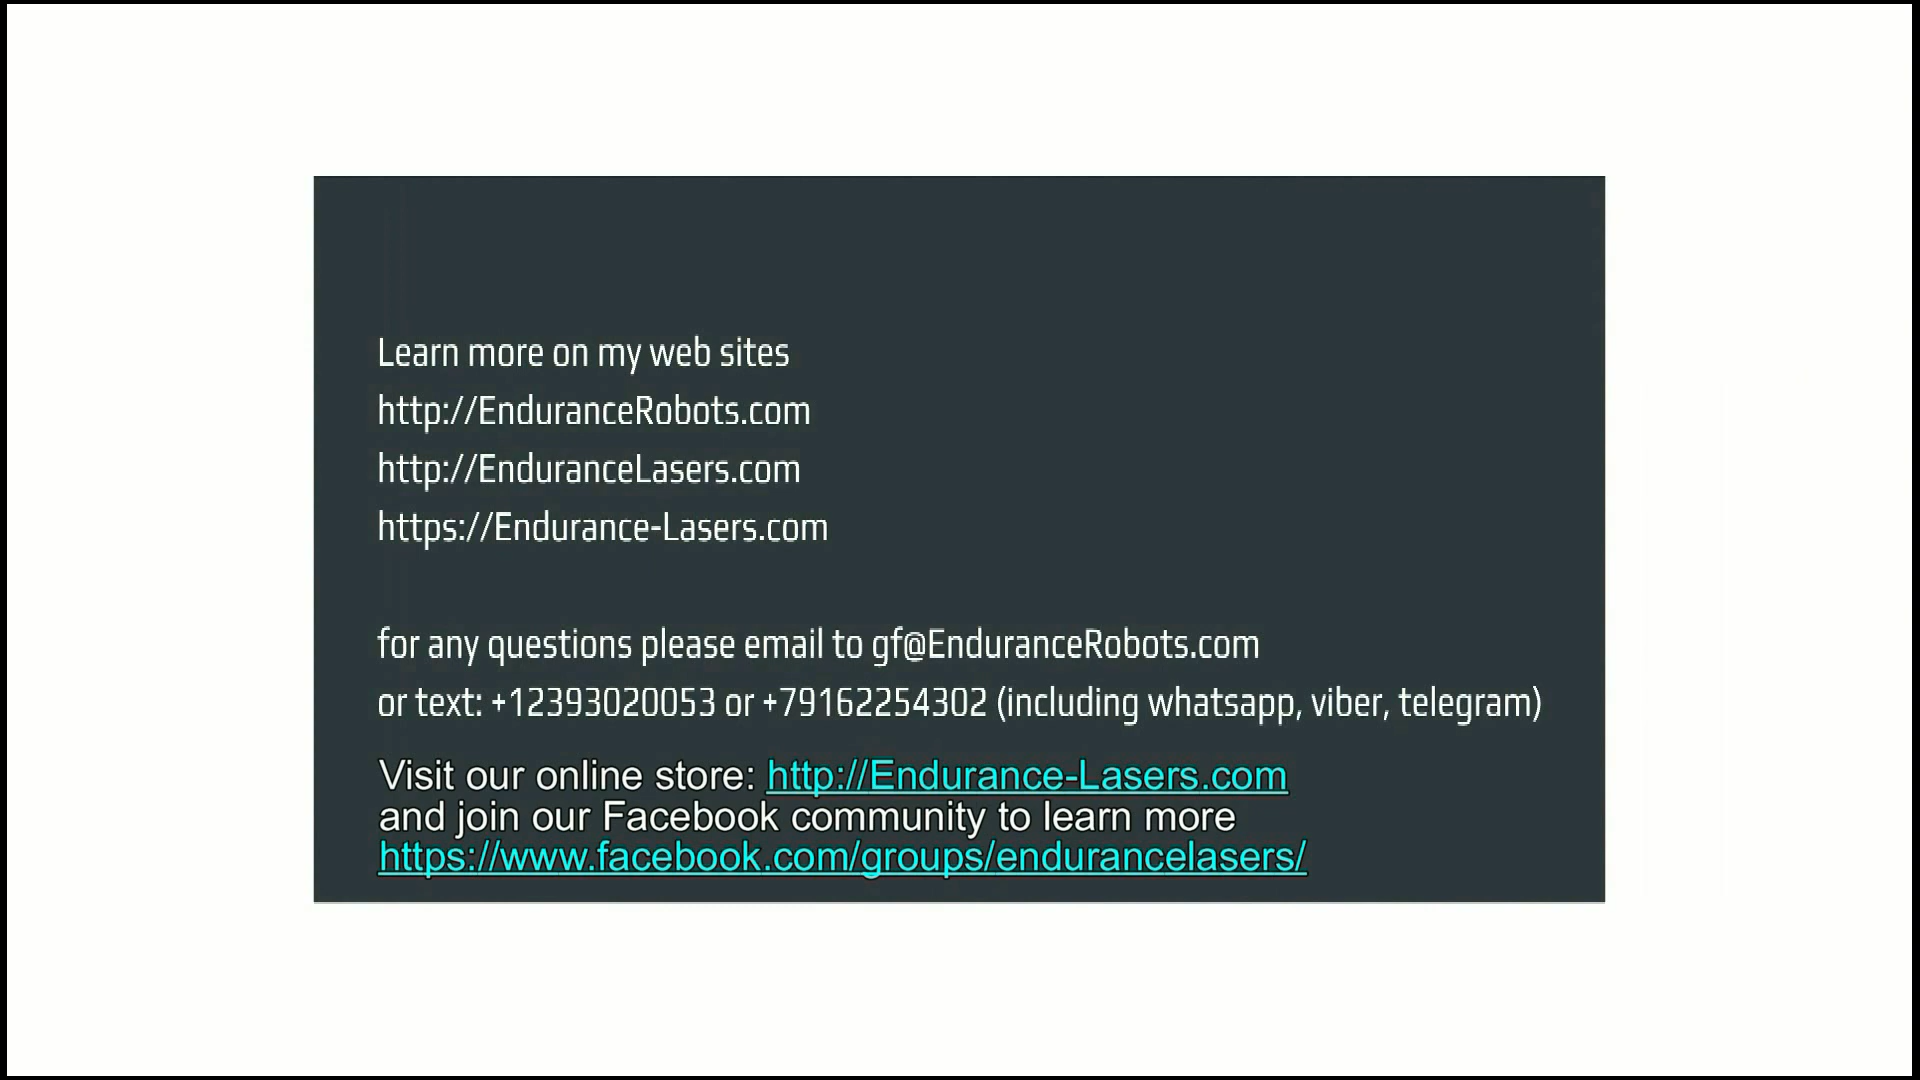 Learn more on my web sites
http://EnduranceRobots.com
http://EnduranceLasers.com
https://Endurance-Lasers.com
for any questions please email to gf@EnduranceRobots.com
or text: +12393020053 or +79162254302 (including whatsapp, viber, telegram)
Visit our online store: http://Endurance-Lasers.com
and join our Facebook community to learn more
https://www.facebook.com/groups/endurancelasers/